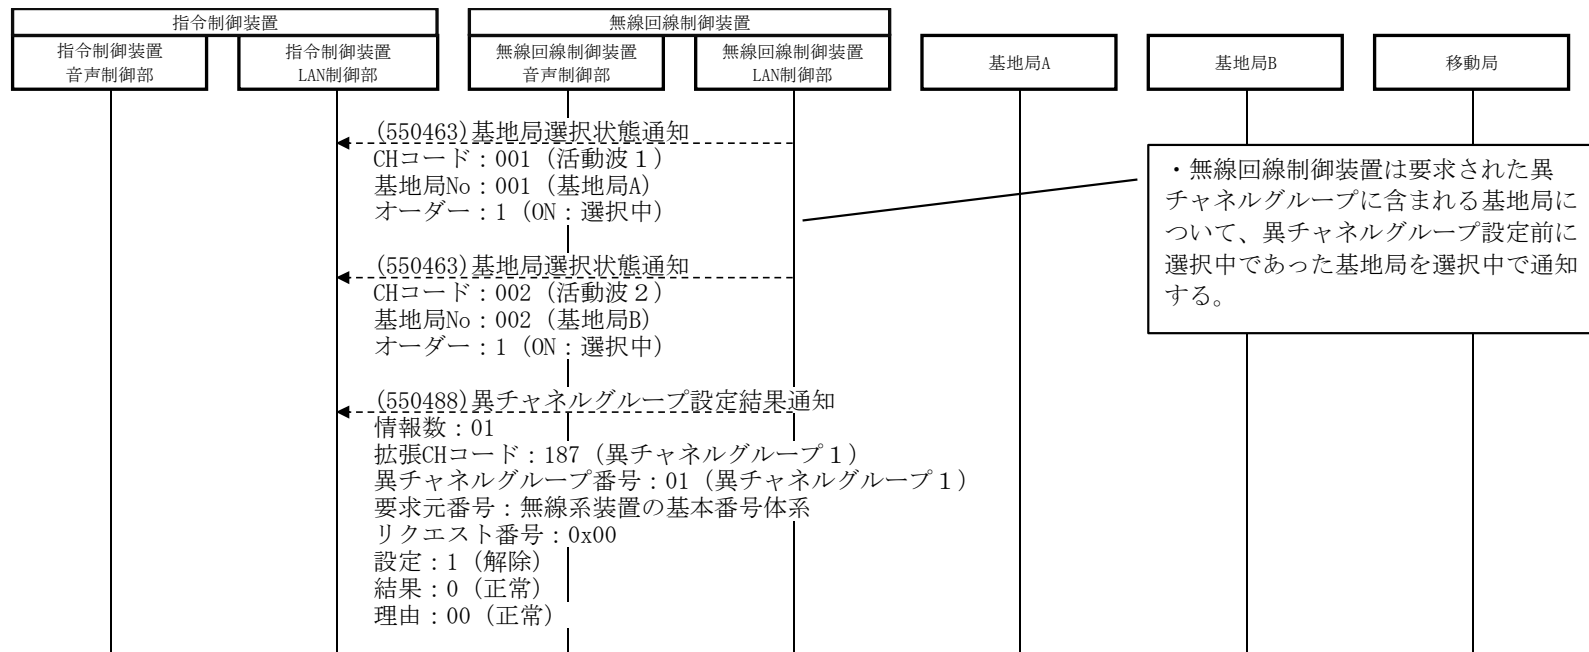 指令制御装置
無線回線制御装置
指令制御装置
音声制御部
指令制御装置
LAN制御部
無線回線制御装置
音声制御部
無線回線制御装置
LAN制御部
基地局A
基地局B
移動局
(550463)基地局選択状態通知
CHコード：001（活動波１）
基地局No：001（基地局A）
オーダー：1（ON：選択中）
・無線回線制御装置は要求された異
チャネルグループに含まれる基地局に
ついて、異チャネルグループ設定前に
選択中であった基地局を選択中で通知
する。
(550463)基地局選択状態通知
CHコード：002（活動波２）
基地局No：002（基地局B）
オーダー：1（ON：選択中）
(550488)異チャネルグループ設定結果通知
情報数：01
拡張CHコード：187（異チャネルグループ１）
異チャネルグループ番号：01（異チャネルグループ１）
要求元番号：無線系装置の基本番号体系
リクエスト番号：0x00
設定：1（解除）
結果：0（正常）
理由：00（正常）